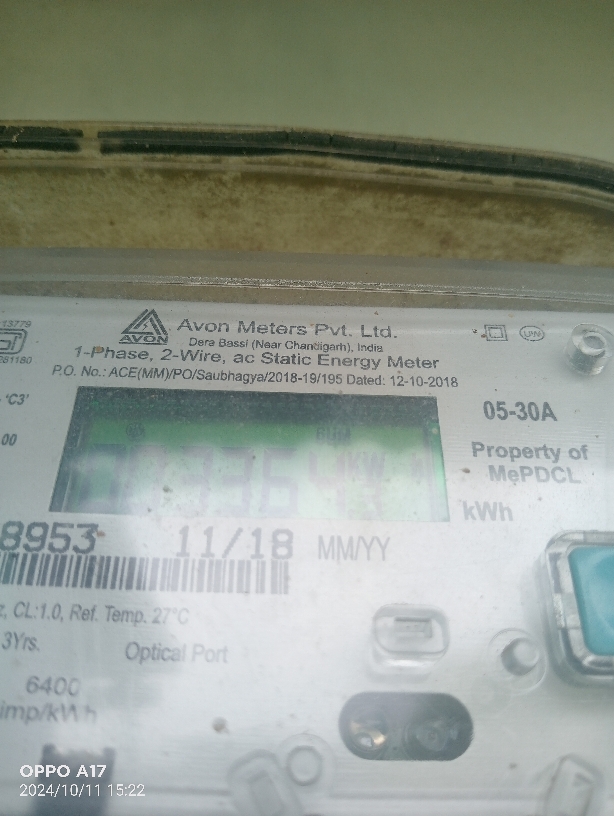 13779
AVON
Avon Meters Pvt. Ltd.
Dera Bassi (Near Chandigarh), India
1-Phase, 2-Wire, ac Static Energy Meter
P.O. No.: ACE(MM)/PO/Saubhagya/2018-19/195 Dated: 12-10-2018
'C3'
05-30A
Property of
MePDCL
kWh
8953 11/18 MM/YY
z, CL:1.0, Ref. Temp. 27°C
3Yrs.
Optical Port
6400
imp/kWh
OPPO A17
2024/10/11 15:22